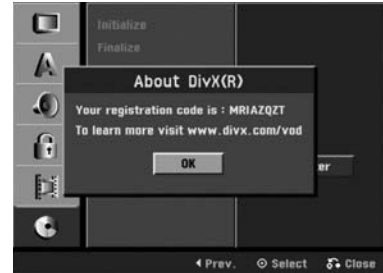 Initialize
Finalize
About DivX(R)
Your registration code is : MRIAZQZT
To learn more visit www.divx.com/vod
OK
er
Prev.
Select
Close